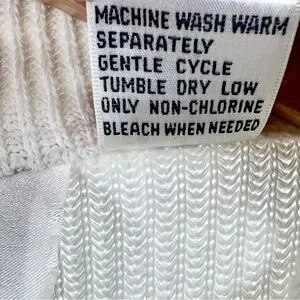 MACHINE WASH WARM
SEPARATELY
GENTLE CYCLE
TUMBLE DRY LOW
ONLY NON-CHLORINE
BLEACH WHEN NEEDED